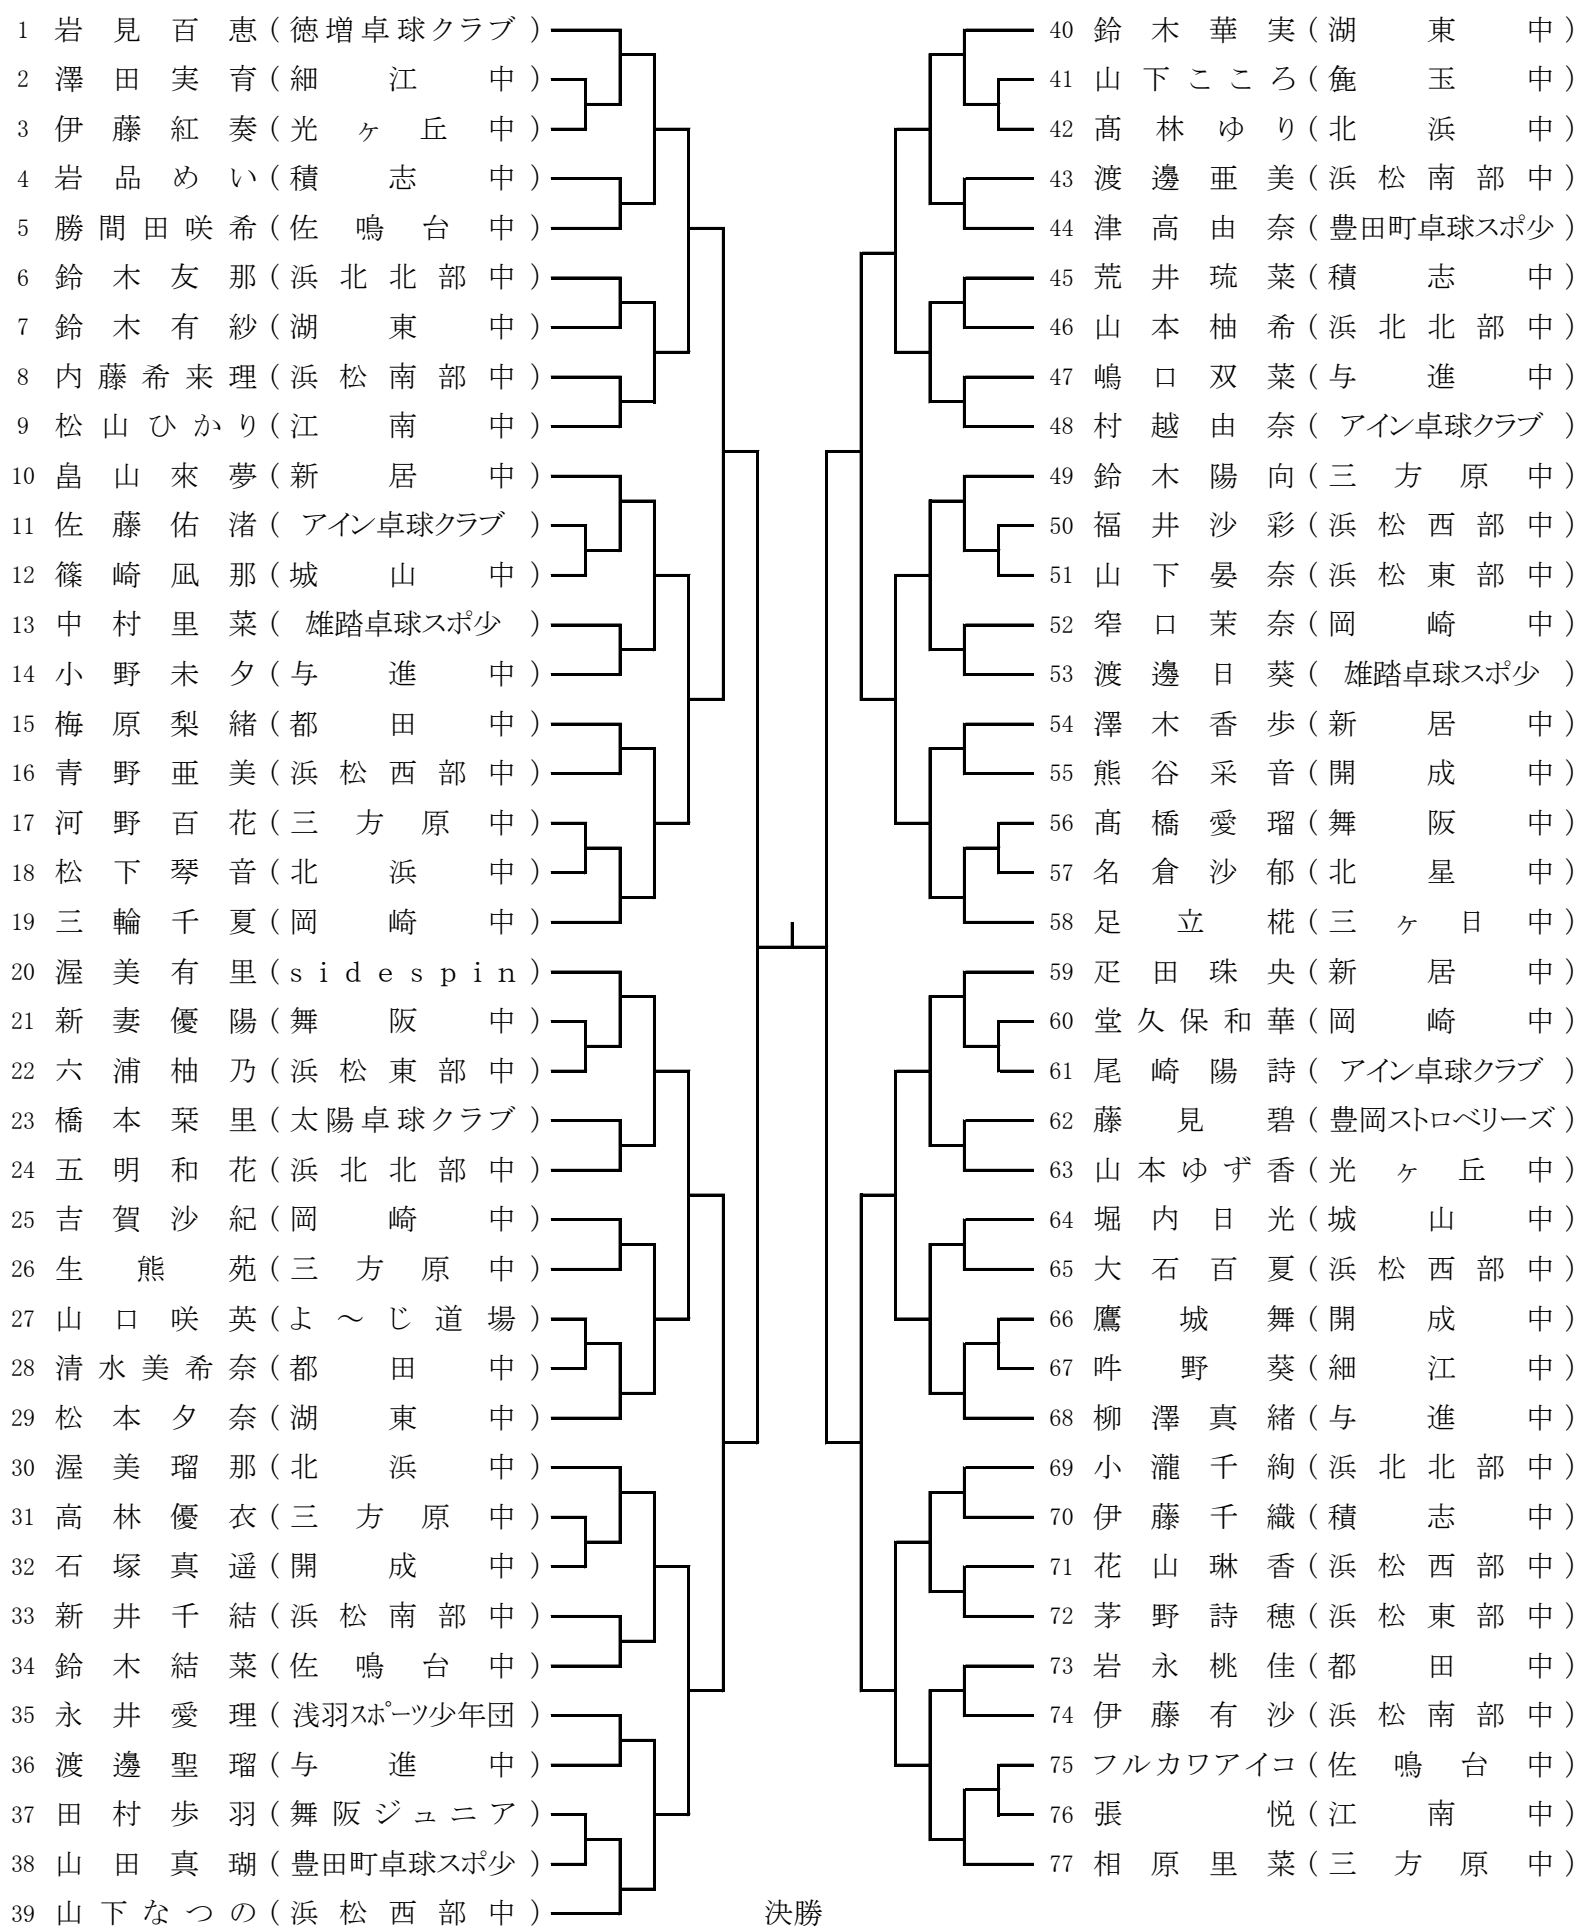 1 岩見百恵(徳増卓球クラブ)
2 澤田実育(細江中)
3 伊藤紅奏(光ヶ丘中)
4 岩品めい(積志中)
5 勝間田咲希(佐鳴台中)
6 鈴木友那(浜北北部中)
7 鈴木有紗(湖東中)
8 内藤希来理(浜松南部中)
9 松山ひかり(江南中)
10 畠山來夢(新居中)
11 佐藤佑渚(アイン卓球クラブ)
12 篠崎凪那(城山中)
13 中村里菜(雄踏卓球スポ少)
14 小野未夕(与進中)
15 梅原梨緒(都田中)
16 青野亜美(浜松西部中)
17 河野百花(三方原中)
18 松下琴音(北浜中)
19 三輪千夏(岡崎中)
20 渥美有里(sidespin)
21 新妻優陽(舞阪中)
22 六浦柚乃(浜松東部中)
23 橋本栞里(太陽卓球クラブ)
24 五明和花(浜北北部中)
25 吉賀沙紀(岡崎中)
26 生熊苑(三方原中)
27 山口咲英(よ～じ道場)
28 清水美希奈(都田中)
29 松本夕奈(湖東中)
30 渥美瑠那(北浜中)
31 高林優衣(三方原中)
32 石塚真遥(開成中)
33 新井千結(浜松南部中)
34 鈴木結菜(佐鳴台中)
35 永井愛理(浅羽スポーツ少年団)
36 渡邊聖瑠(与進中)
37 田村歩羽(舞阪ジュニア)
38 山田真瑚(豊田町卓球スポ少)
39 山下なつの(浜松西部中)
40 鈴木華実(湖東中)
41 山下こころ(麁玉中)
42 髙林ゆり(北浜中)
43 渡邊亜美(浜松南部中)
44 津高由奈(豊田町卓球スポ少)
45 荒井琉菜(積志中)
46 山本柚希(浜北北部中)
47 嶋口双菜(与進中)
48 村越由奈(アイン卓球クラブ)
49 鈴木陽向(三方原中)
50 福井沙彩(浜松西部中)
51 山下晏奈(浜松東部中)
52 窄口茉奈(岡崎中)
53 渡邊日葵(雄踏卓球スポ少)
54 澤木香歩(新居中)
55 熊谷采音(開成中)
56 髙橋愛瑠(舞阪中)
57 名倉沙郁(北星中)
58 足立椛(三ヶ日中)
59 疋田珠央(新居中)
60 堂久保和華(岡崎中)
61 尾崎陽詩(アイン卓球クラブ)
62 藤見碧(豊岡ストロベリーズ)
63 山本ゆず香(光ヶ丘中)
64 堀内日光(城山中)
65 大石百夏(浜松西部中)
66 鷹城舞(開成中)
67 吽野葵(細江中)
68 柳澤真緒(与進中)
69 小瀧千絢(浜北北部中)
70 伊藤千織(積志中)
71 花山琳香(浜松西部中)
72 茅野詩穂(浜松東部中)
73 岩永桃佳(都田中)
74 伊藤有沙(浜松南部中)
75 フルカワアイコ(佐鳴台中)
76 張悦(江南中)
77 相原里菜(三方原中)
決勝